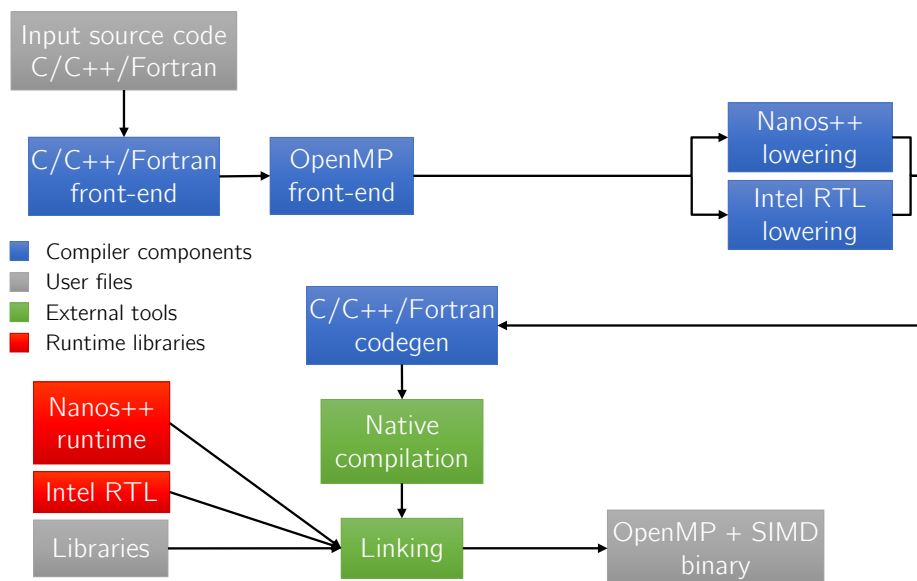 Input source code
C/C++/Fortran
C/C++/Fortran
front-end
OpenMP
front-end
Nanos++
lowering
Intel RTL
lowering
Compiler components
User files
External tools
Runtime libraries
C/C++/Fortran
codegen
Nanos++
runtime
Native
compilation
Intel RTL
Libraries
Linking
OpenMP + SIMD
binary